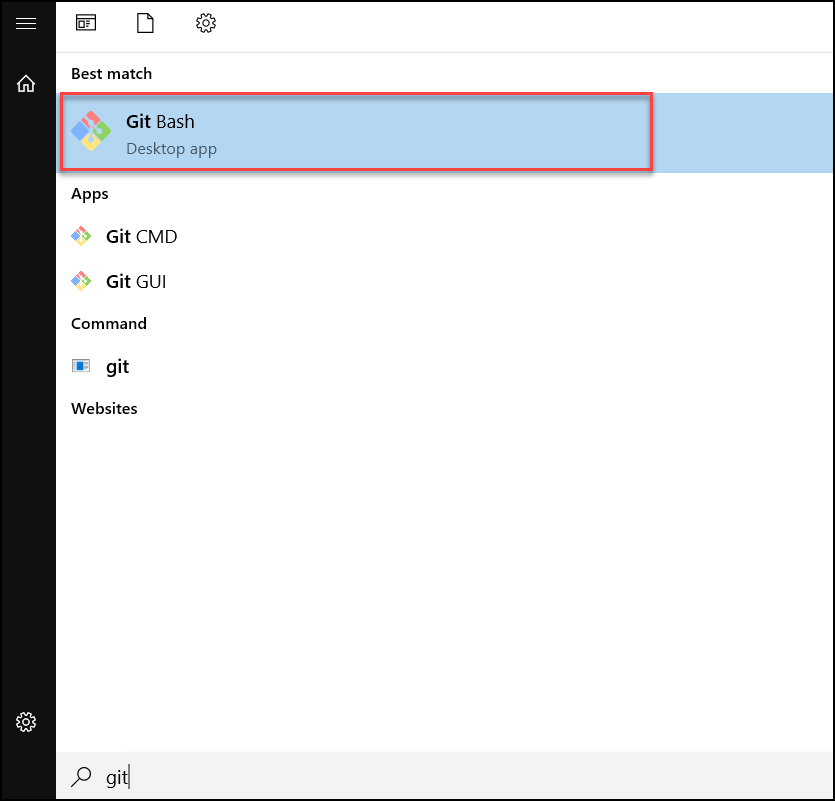 Best match
Git Bash
Desktop app
Apps
Git CMD
Git GUI
Command
git
Websites
git